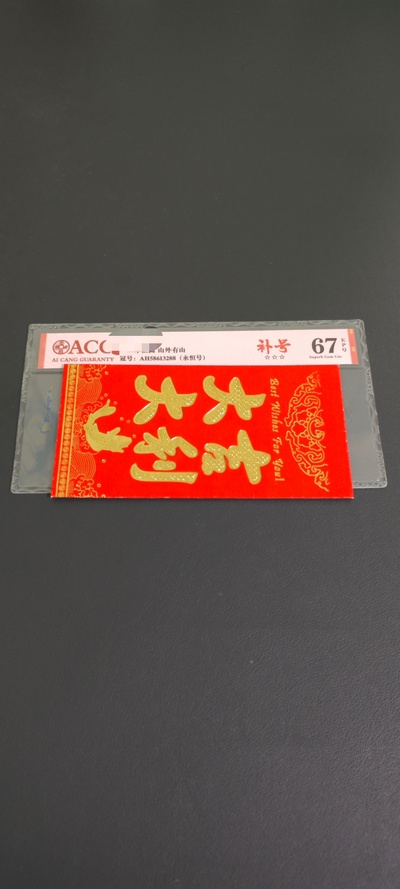 ACC
AI CANG GUARANTY
山外有山
冠号：AH58613288（永恒号）
补号
☆☆☆
67
EPQ
Superb Gem Unc
大吉
大利
Best Wishes For You!